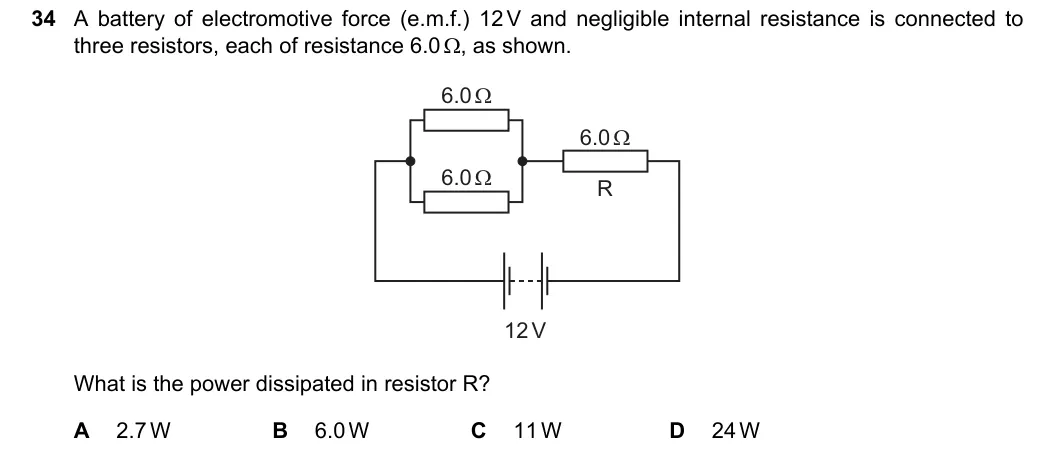 34 A battery of electromotive force (e.m.f.) 12V and negligible internal resistance is connected to
three resistors, each of resistance 6.0Ω, as shown.
6.0Ω
6.0Ω
6.0Ω
R
12V
What is the power dissipated in resistor R?
A 2.7W B 6.0W C 11W D 24W